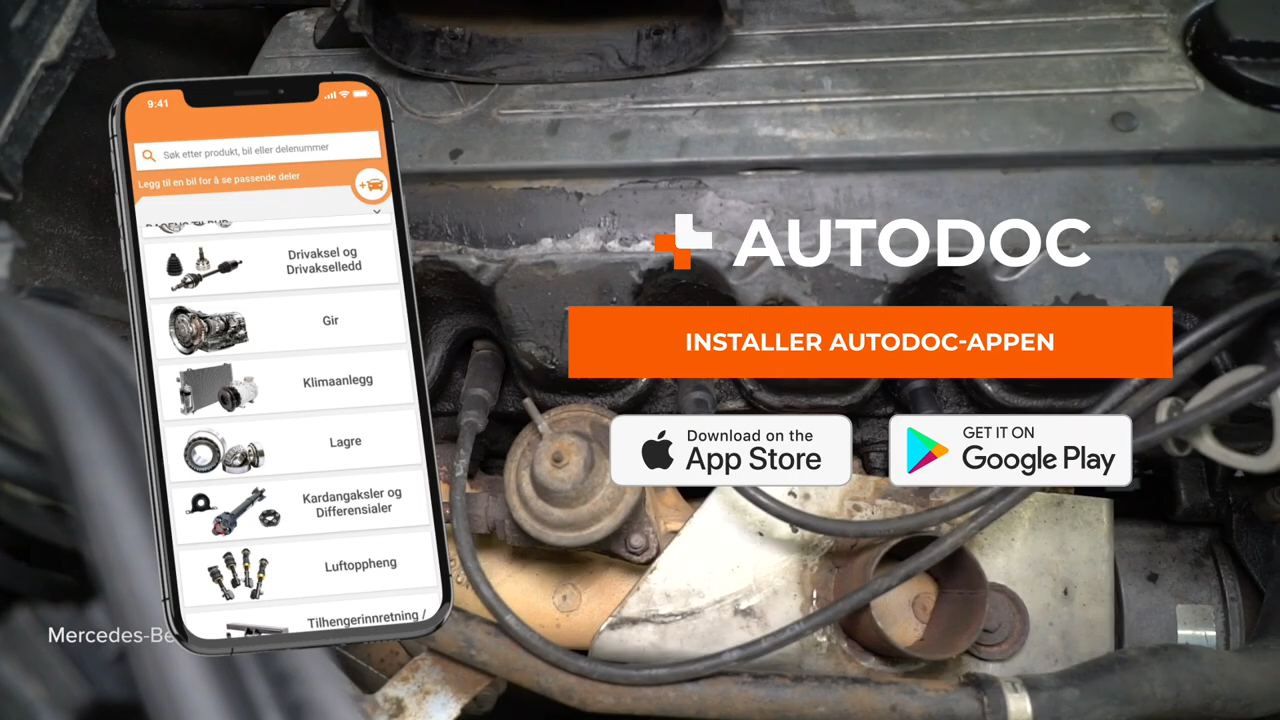 9:41
Søk etter produkt, bil eller delenummer
Legg til en bil for å se passende deler
Drivaksel og
Drivakselledd
Gir
Klimaanlegg
Lagre
Kardangaksler og
Differensialer
Luftoppheng
Tilhengerinnretning /
Mercedes-Be
AUTODOC
INSTALLER AUTODOC-APPEN
Download on the
App Store
GET IT ON
Google Play